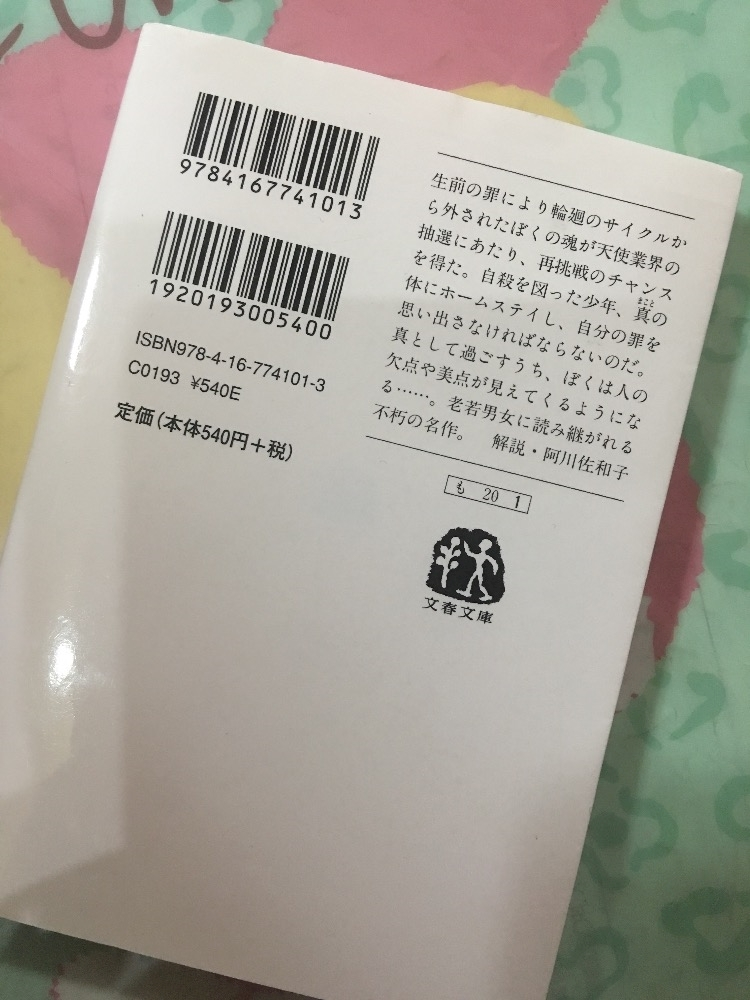 9784167741013
1920193005400
ISBN978-4-16-774101-3
C0193 ¥540E
定価(本体540円+税)
生前の罪により輪廻のサイクルか
ら外されたぼくの魂が天使業界の
抽選にあたり、再挑戦のチャンス
を得た。自殺を図った少年、真の
まこと
体にホームステイし、自分の罪を
思い出さなければならないのだ。
真として過ごすうち、ぼくは人の
欠点や美点が見えてくるようにな
る……。老若男女に読み継がれる
不朽の名作。 解説・阿川佐和子
も 20 1
文春文庫